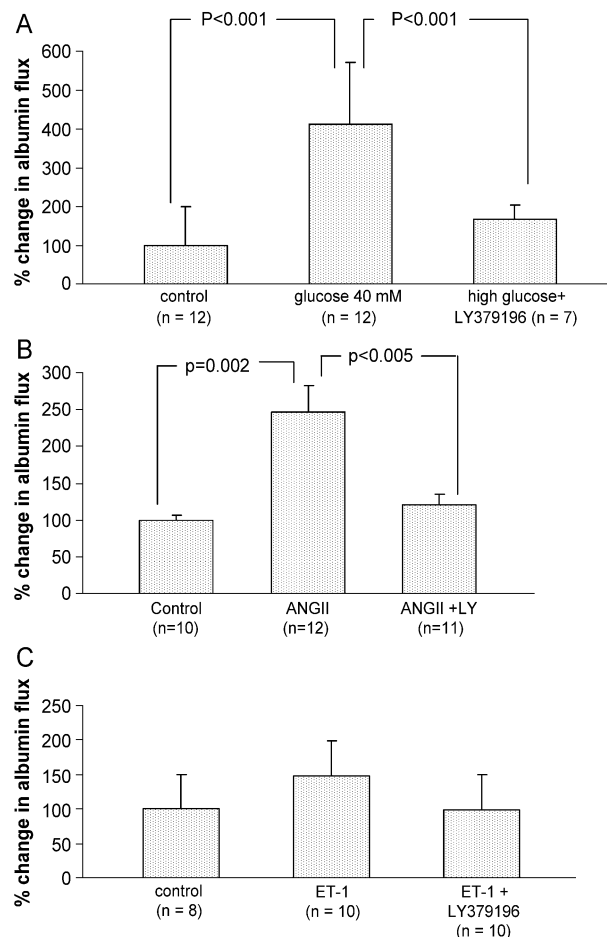 A
P<0.001 P<0.001
% change in albumin flux
600
500
400
300
200
100
0
control glucose 40 mM high glucose+
(n = 12) (n = 12) LY379196 (n = 7)
B
p=0.002 p<0.005
% change in albumin flux
300
250
200
150
100
50
0
Control ANGII ANGII +LY
(n=10) (n=12) (n=11)
C
% change in albumin flux
250
200
150
100
50
0
control ET-1 ET-1 +
(n = 8) (n = 10) LY379196
(n = 10)